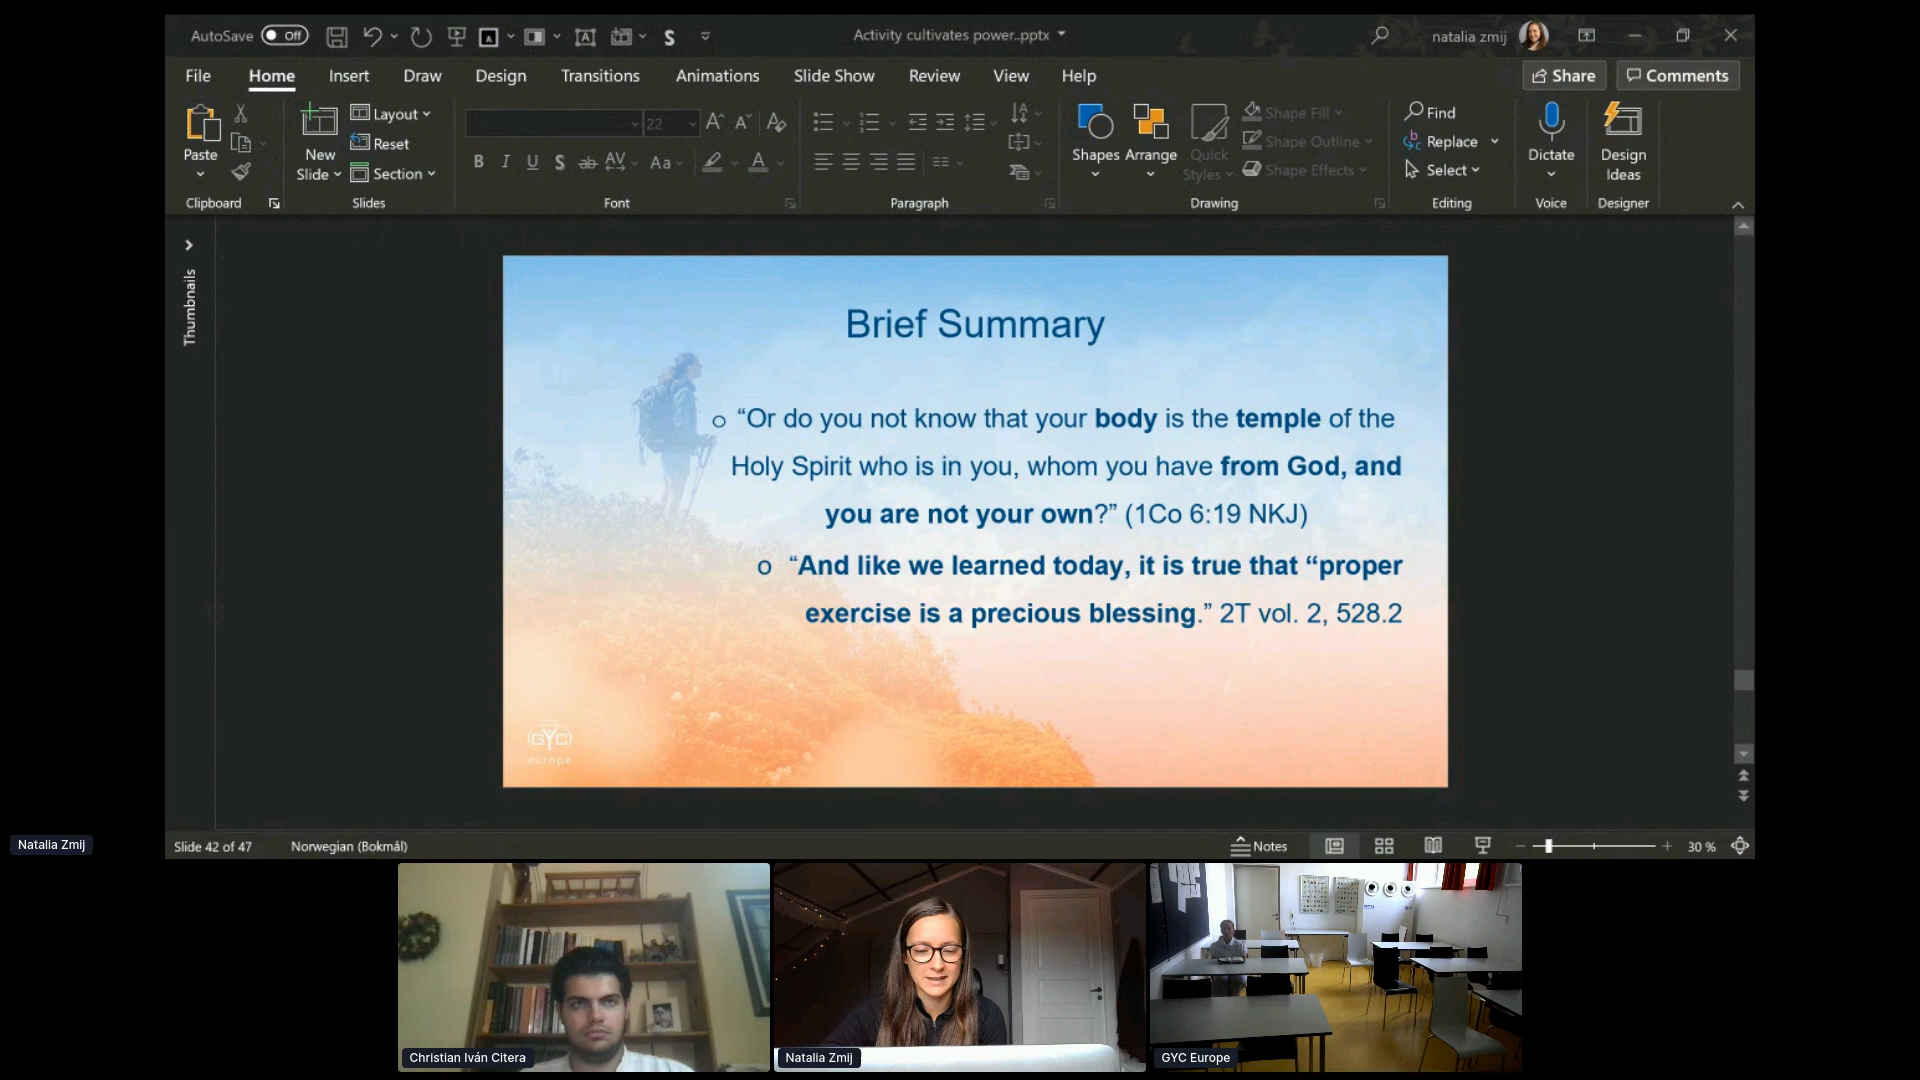 AutoSave Off
Activity cultivates power..pptx
natalia zmij
File Home Insert Draw Design Transitions Animations Slide Show Review View Help
Share Comments
Paste
Clipboard
New
Slide
Layout
Reset
Section
Slides
22
Font
Paragraph
Shapes
Arrange
Quick
Styles
Shape Fill
Shape Outline
Shape Effects
Drawing
Find
Replace
Select
Editing
Dictate
Voice
Design
Ideas
Designer
Thumbnails
Brief Summary
o “Or do you not know that your body is the temple of the
Holy Spirit who is in you, whom you have from God, and
you are not your own?” (1Co 6:19 NKJ)
o “And like we learned today, it is true that “proper
exercise is a precious blessing.” 2T vol. 2, 528.2
GYC
europe
Natalia Zmij
Slide 42 of 47
Norwegian (Bokmål)
Notes
30 %
Christian Iván Citera
Natalia Zmij
GYC Europe